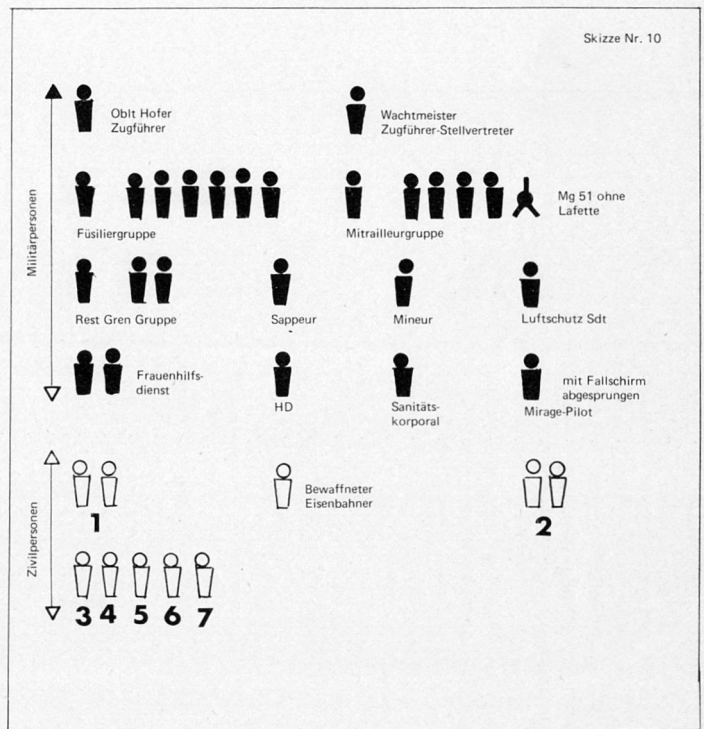 Skizze Nr. 10
Oblt Hofer
Zugführer
Wachtmeister
Zugführer-Stellvertreter
Militärpersonen
Füsiliergruppe
Mitrailleurgruppe
Mg 51 ohne
Lafette
Rest Gren Gruppe
Sappeur
Mineur
Luftschutz Sdt
Frauenhilfs-
dienst
HD
Sanitäts-
korporal
mit Fallschirm
abgesprungen
Mirage-Pilot
Zivilpersonen
1
Bewaffneter
Eisenbahner
2
3 4 5 6 7